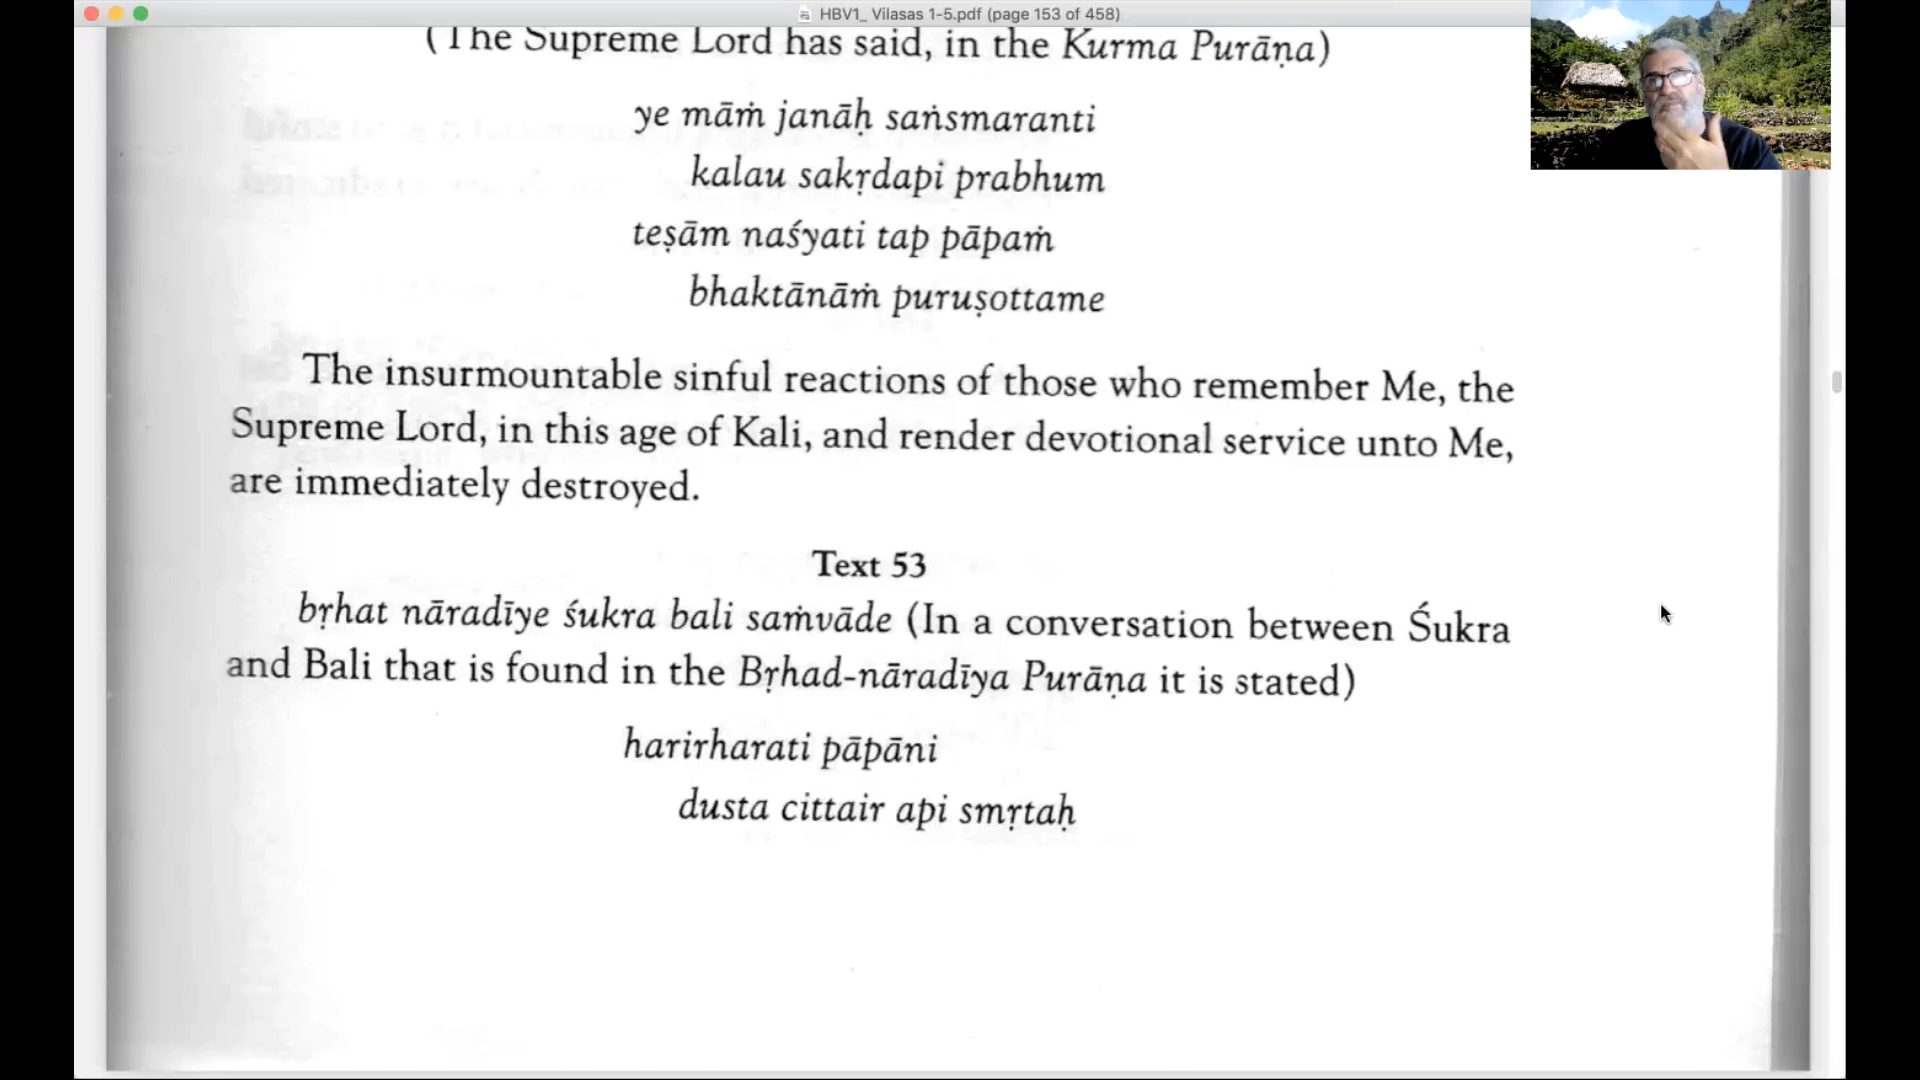 HBV1_ Vilasas 1-5.pdf (page 153 of 458)
(The Supreme Lord has said, in the Kurma Purāṇa)
ye māṁ janāḥ saṅsmaranti
kalau sakṛdapi prabhum
teṣām naśyati tap pāpaṁ
bhaktānāṁ puruṣottame
The insurmountable sinful reactions of those who remember Me, the
Supreme Lord, in this age of Kali, and render devotional service unto Me,
are immediately destroyed.
Text 53
bṛhat nāradīye śukra bali saṁvāde (In a conversation between Śukra
and Bali that is found in the Bṛhad-nāradīya Purāṇa it is stated)
harirharati pāpāni
dusta cittair api smṛtaḥ